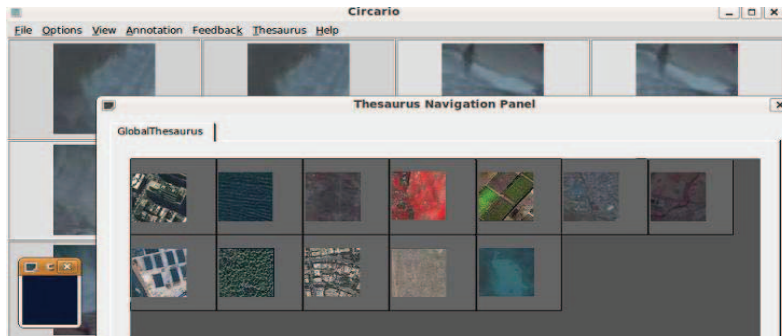 Circario
File Options View Annotation Feedback Thesaurus Help
Thesaurus Navigation Panel
GlobalThesaurus